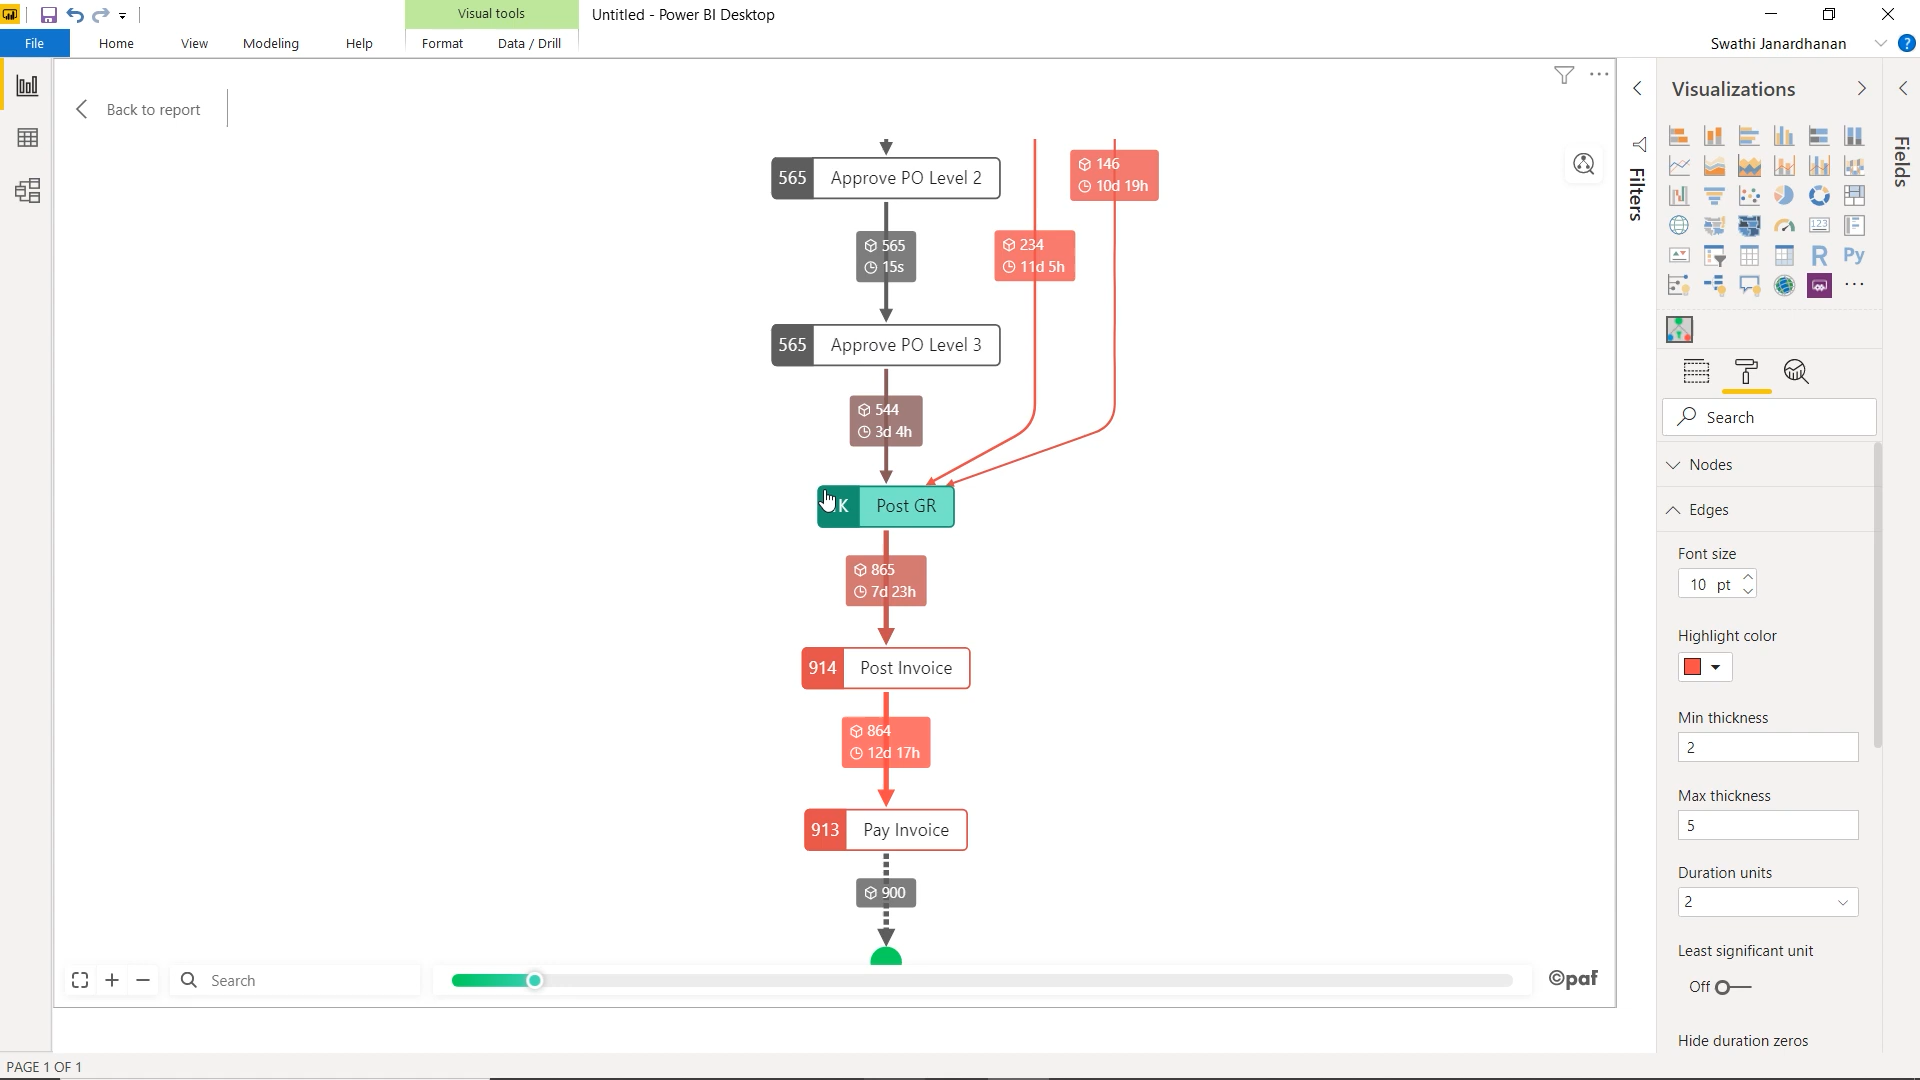 Visual tools
Untitled - Power BI Desktop
File
Home
View
Modeling
Help
Format
Data / Drill
Swathi Janardhanan
?
Back to report
146
10d 19h
565 Approve PO Level 2
565
15s
234
11d 5h
565 Approve PO Level 3
544
3d 4h
K Post GR
865
7d 23h
914 Post Invoice
864
12d 17h
913 Pay Invoice
900
Search
©paf
Filters
Visualizations
123
R
Py
Search
Nodes
Edges
Font size
10 pt
Highlight color
Min thickness
2
Max thickness
5
Duration units
2
Least significant unit
Off
Hide duration zeros
Fields
PAGE 1 OF 1